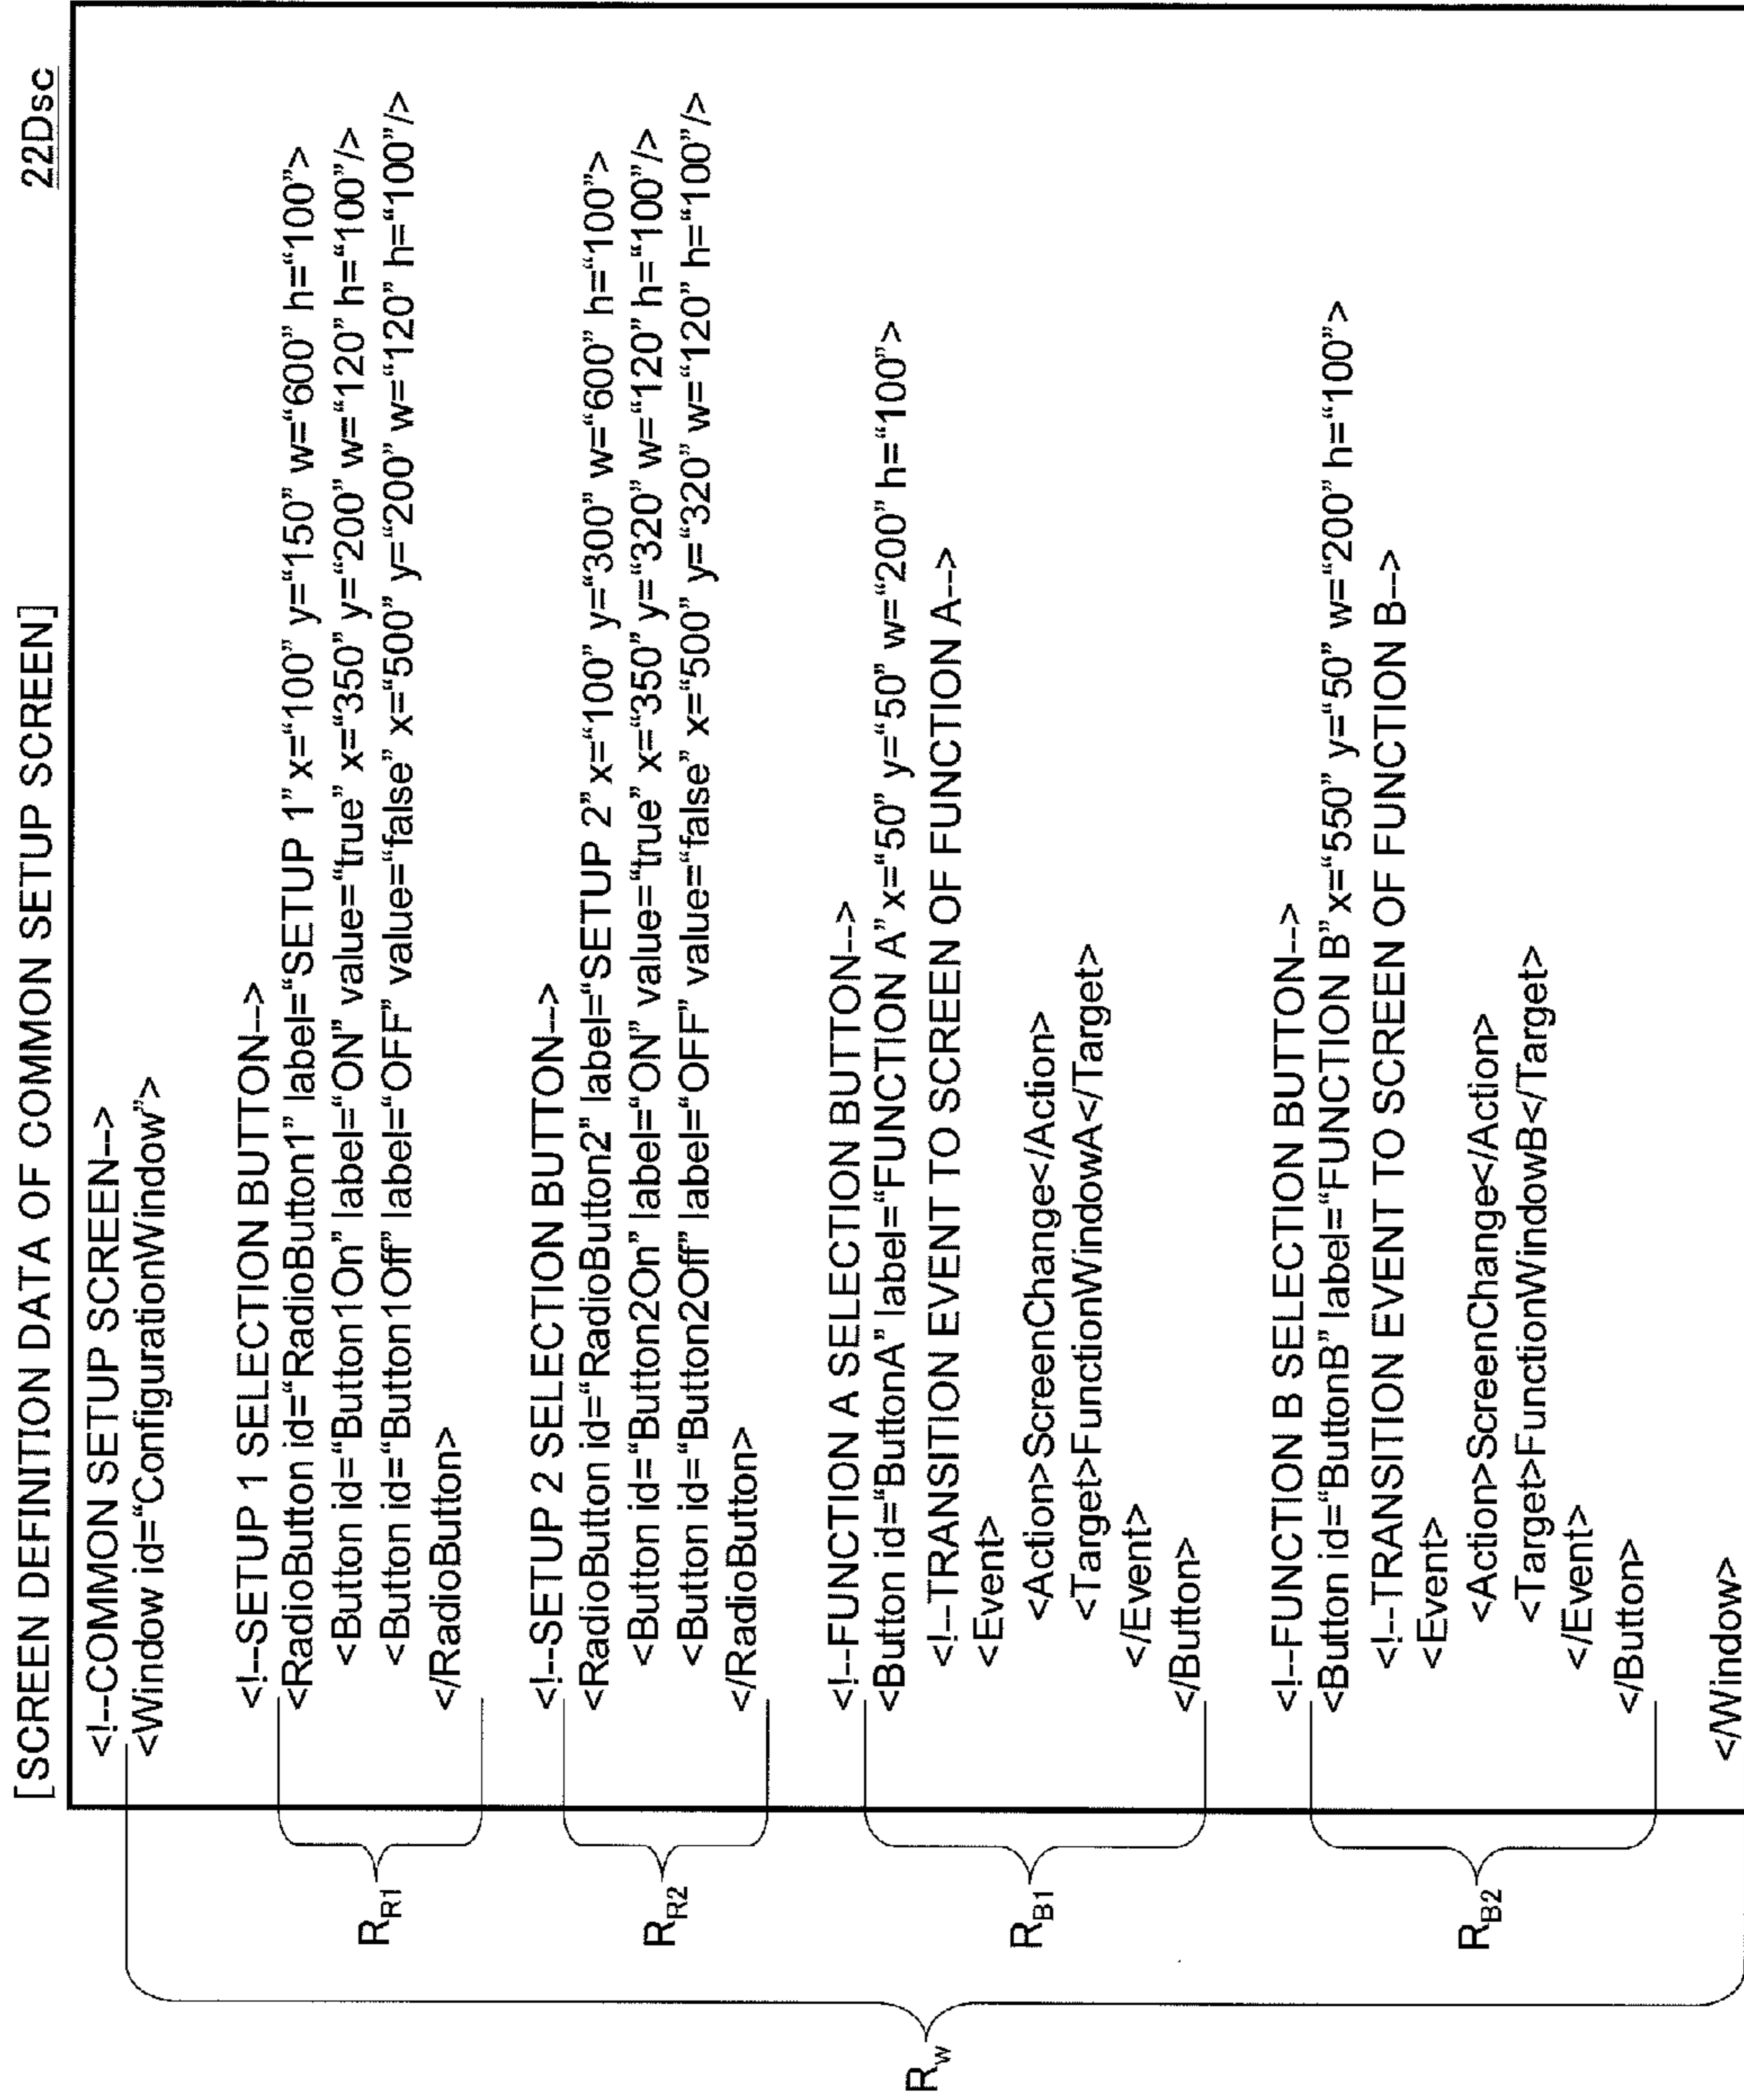 [SCREEN DEFINITION DATA OF COMMON SETUP SCREEN]
22Dsc
<!--COMMON SETUP SCREEN-->
<Window id=“ConfigurationWindow”>
<!--SETUP 1 SELECTION BUTTON-->
<RadioButton id=“RadioButton1” label=“SETUP 1” x=“100” y=“150” w=“600” h=“100”>
<Button id=“Button1On” label=“ON” value=“true” x=“350” y=“200” w=“120” h=“100”/>
<Button id=“Button1Off” label=“OFF” value=“false” x=“500” y=“200” w=“120” h=“100”/>
</RadioButton>
<!--SETUP 2 SELECTION BUTTON-->
<RadioButton id=“RadioButton2” label=“SETUP 2” x=“100” y=“300” w=“600” h=“100”>
<Button id=“Button2On” label=“ON” value=“true” x=“350” y=“320” w=“120” h=“100”/>
<Button id=“Button2Off” label=“OFF” value=“false” x=“500” y=“320” w=“120” h=“100”/>
</RadioButton>
<!--FUNCTION A SELECTION BUTTON-->
<Button id=“ButtonA” label=“FUNCTION A” x=“50” y=“50” w=“200” h=“100”>
<!--TRANSITION EVENT TO SCREEN OF FUNCTION A-->
<Event>
<Action>ScreenChange</Action>
<Target>FunctionWindowA</Target>
</Event>
</Button>
<!--FUNCTION B SELECTION BUTTON-->
<Button id=“ButtonB” label=“FUNCTION B” x=“550” y=“50” w=“200” h=“100”>
<!--TRANSITION EVENT TO SCREEN OF FUNCTION B-->
<Event>
<Action>ScreenChange</Action>
<Target>FunctionWindowB</Target>
</Event>
</Button>
</Window>
RR1
RR2
RB1
RB2
Rw